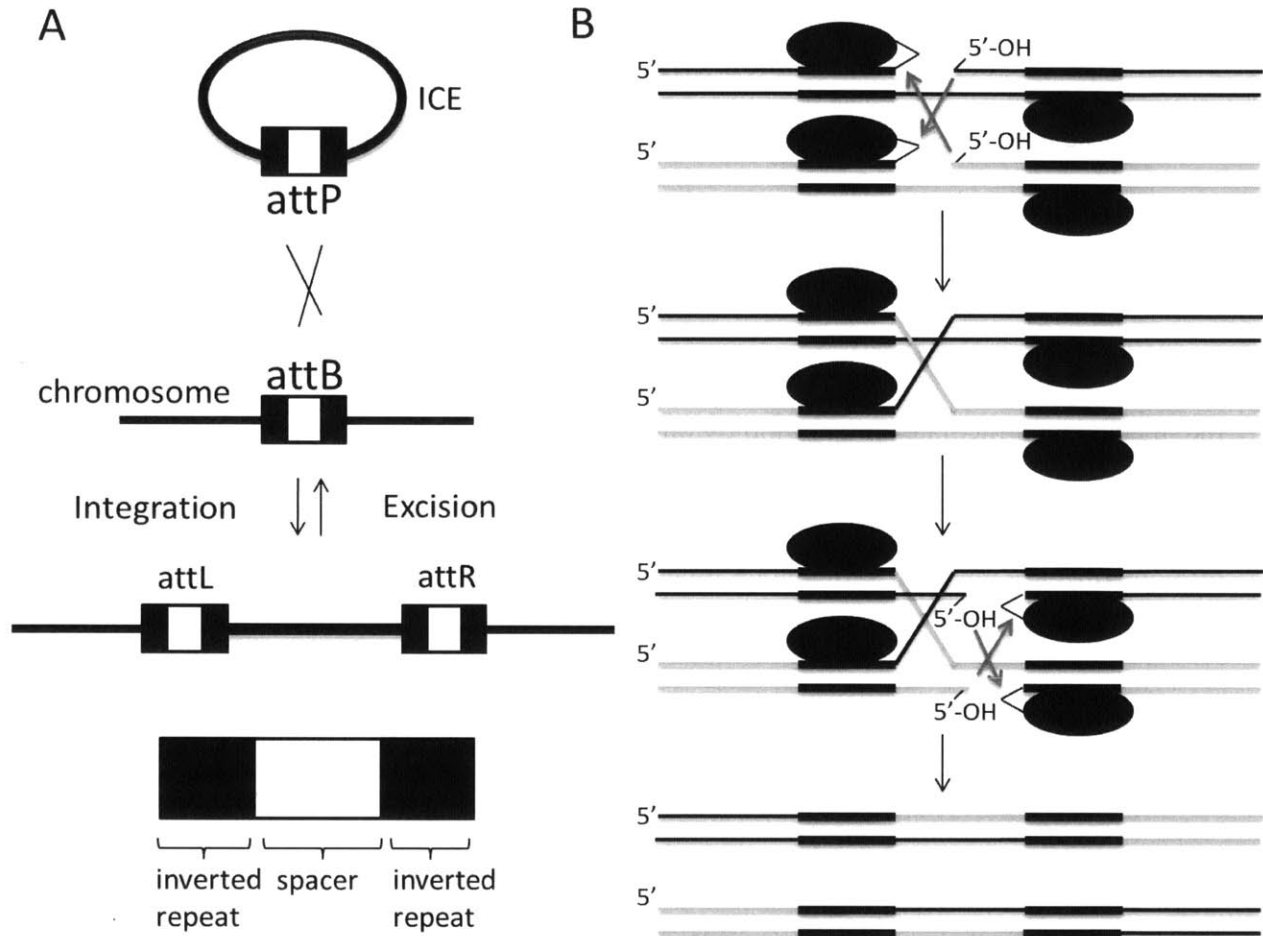 A
ICE
attP
attB
chromosome
Integration
Excision
attL
attR
inverted repeat
spacer
inverted repeat
B
5'
5'-OH
5'-OH
5'
5'
5'
5'
5'-OH
5'
5'-OH
5'
5'